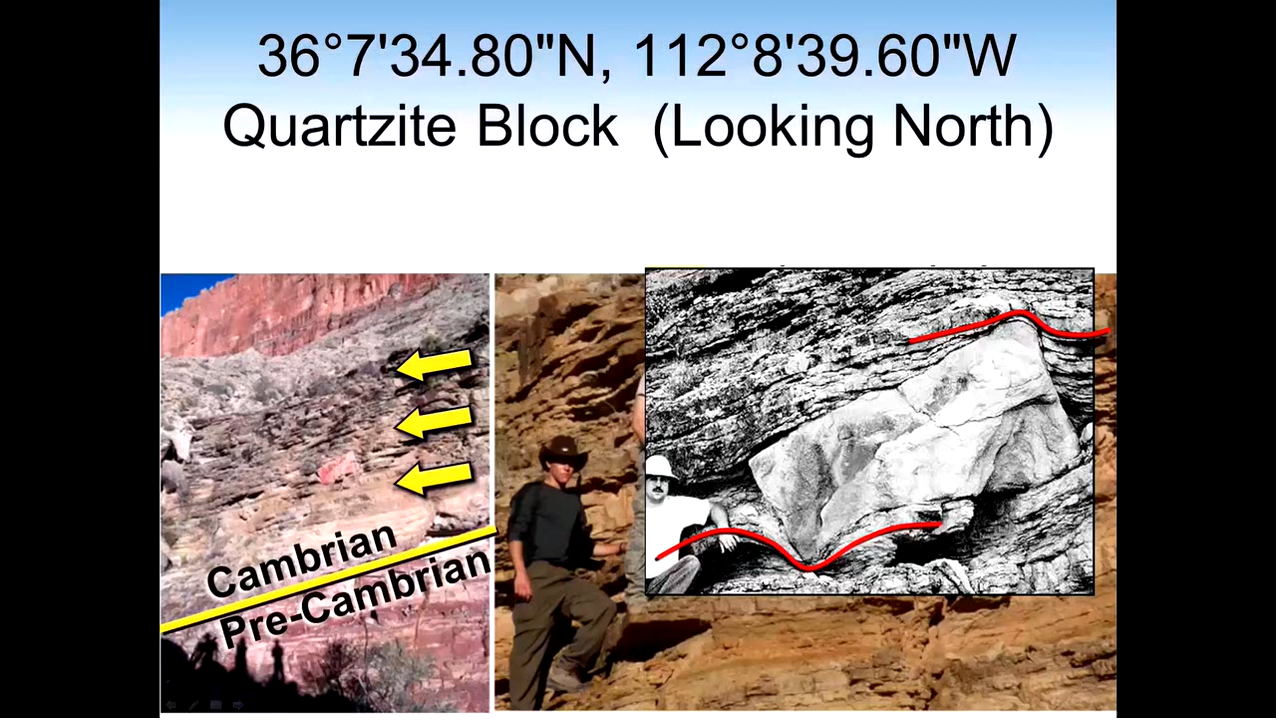 36°7'34.80"N, 112°8'39.60"W
Quartzite Block (Looking North)
Cambrian
Pre-Cambrian